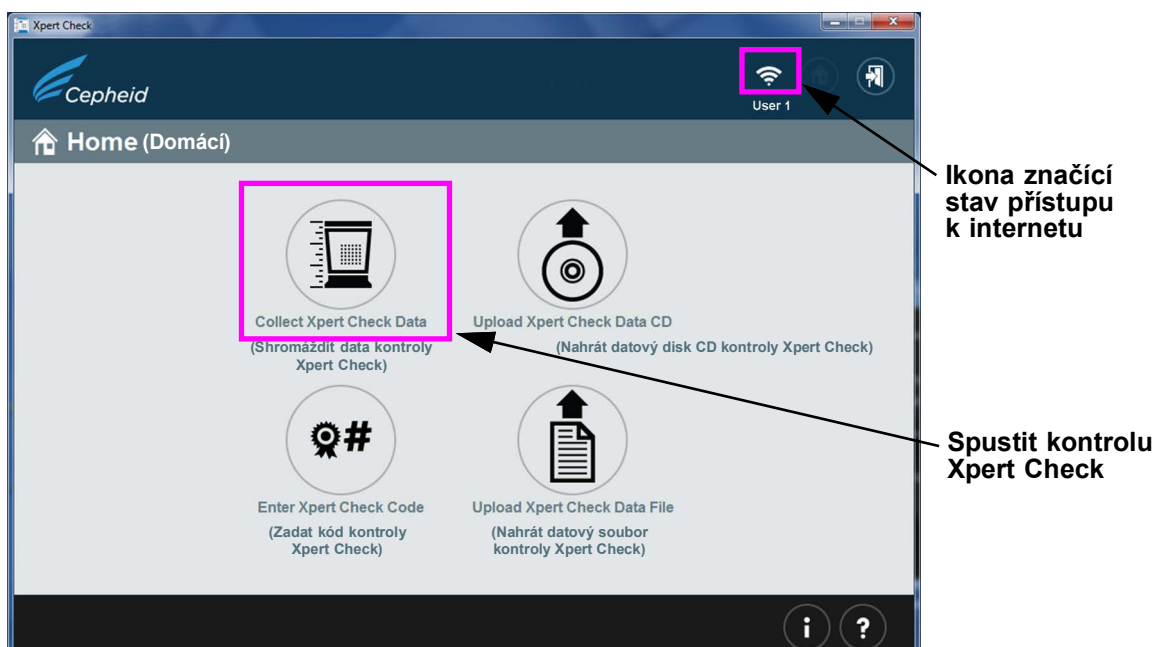 Xpert Check
Cepheid
User 1
Home (Domácí)
Ikona značící
stav přístupu
k internetu
Collect Xpert Check Data
(Shromáždit data kontroly
Xpert Check)
Upload Xpert Check Data CD
(Nahrát datový disk CD kontroly Xpert Check)
#
Enter Xpert Check Code
(Zadat kód kontroly
Xpert Check)
Upload Xpert Check Data File
(Nahrát datový soubor
kontroly Xpert Check)
Spustit kontrolu
Xpert Check
i
?